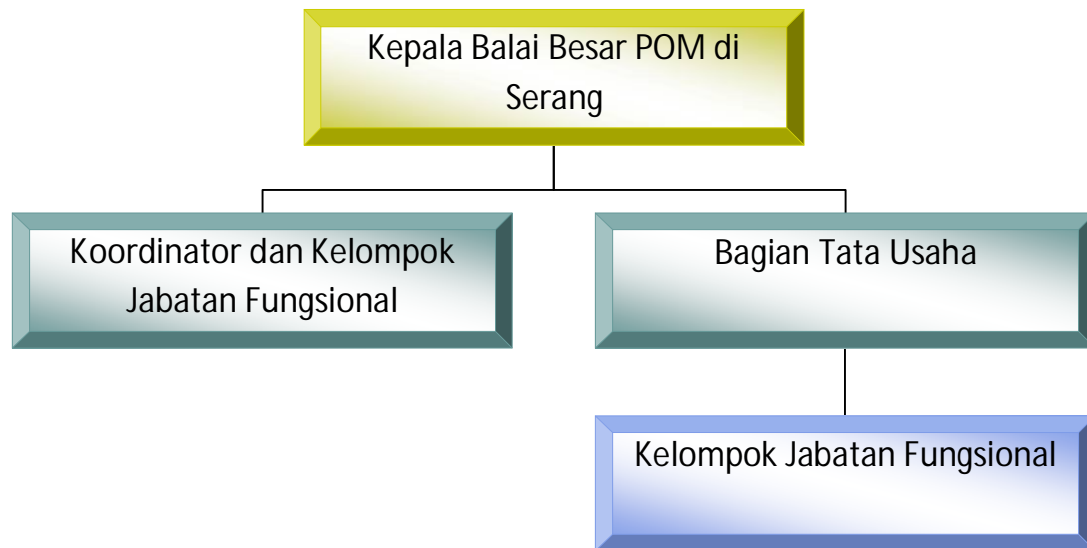 Kepala Balai Besar POM di
Serang
Koordinator dan Kelompok
Jabatan Fungsional
Bagian Tata Usaha
Kelompok Jabatan Fungsional